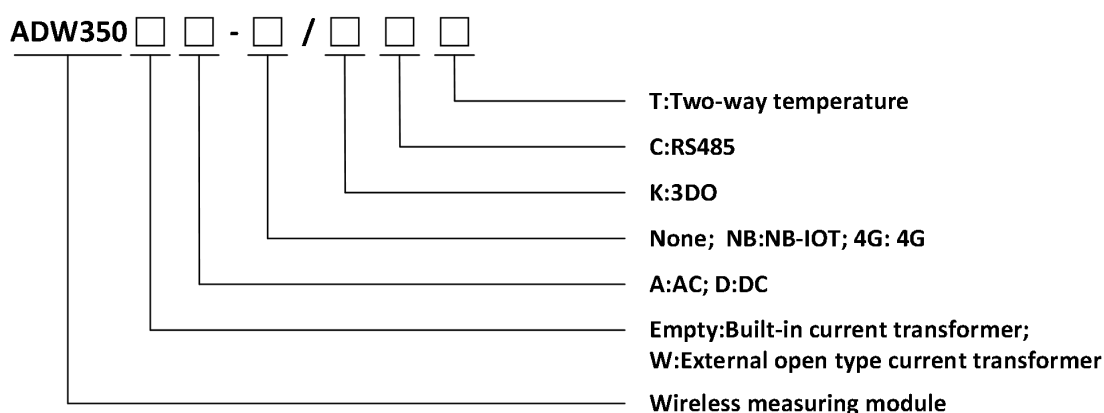 ADW350□□-□/□□□
T:Two-way temperature
C:RS485
K:3DO
None; NB:NB-IOT; 4G: 4G
A:AC; D:DC
Empty:Built-in current transformer;
W:External open type current transformer
Wireless measuring module